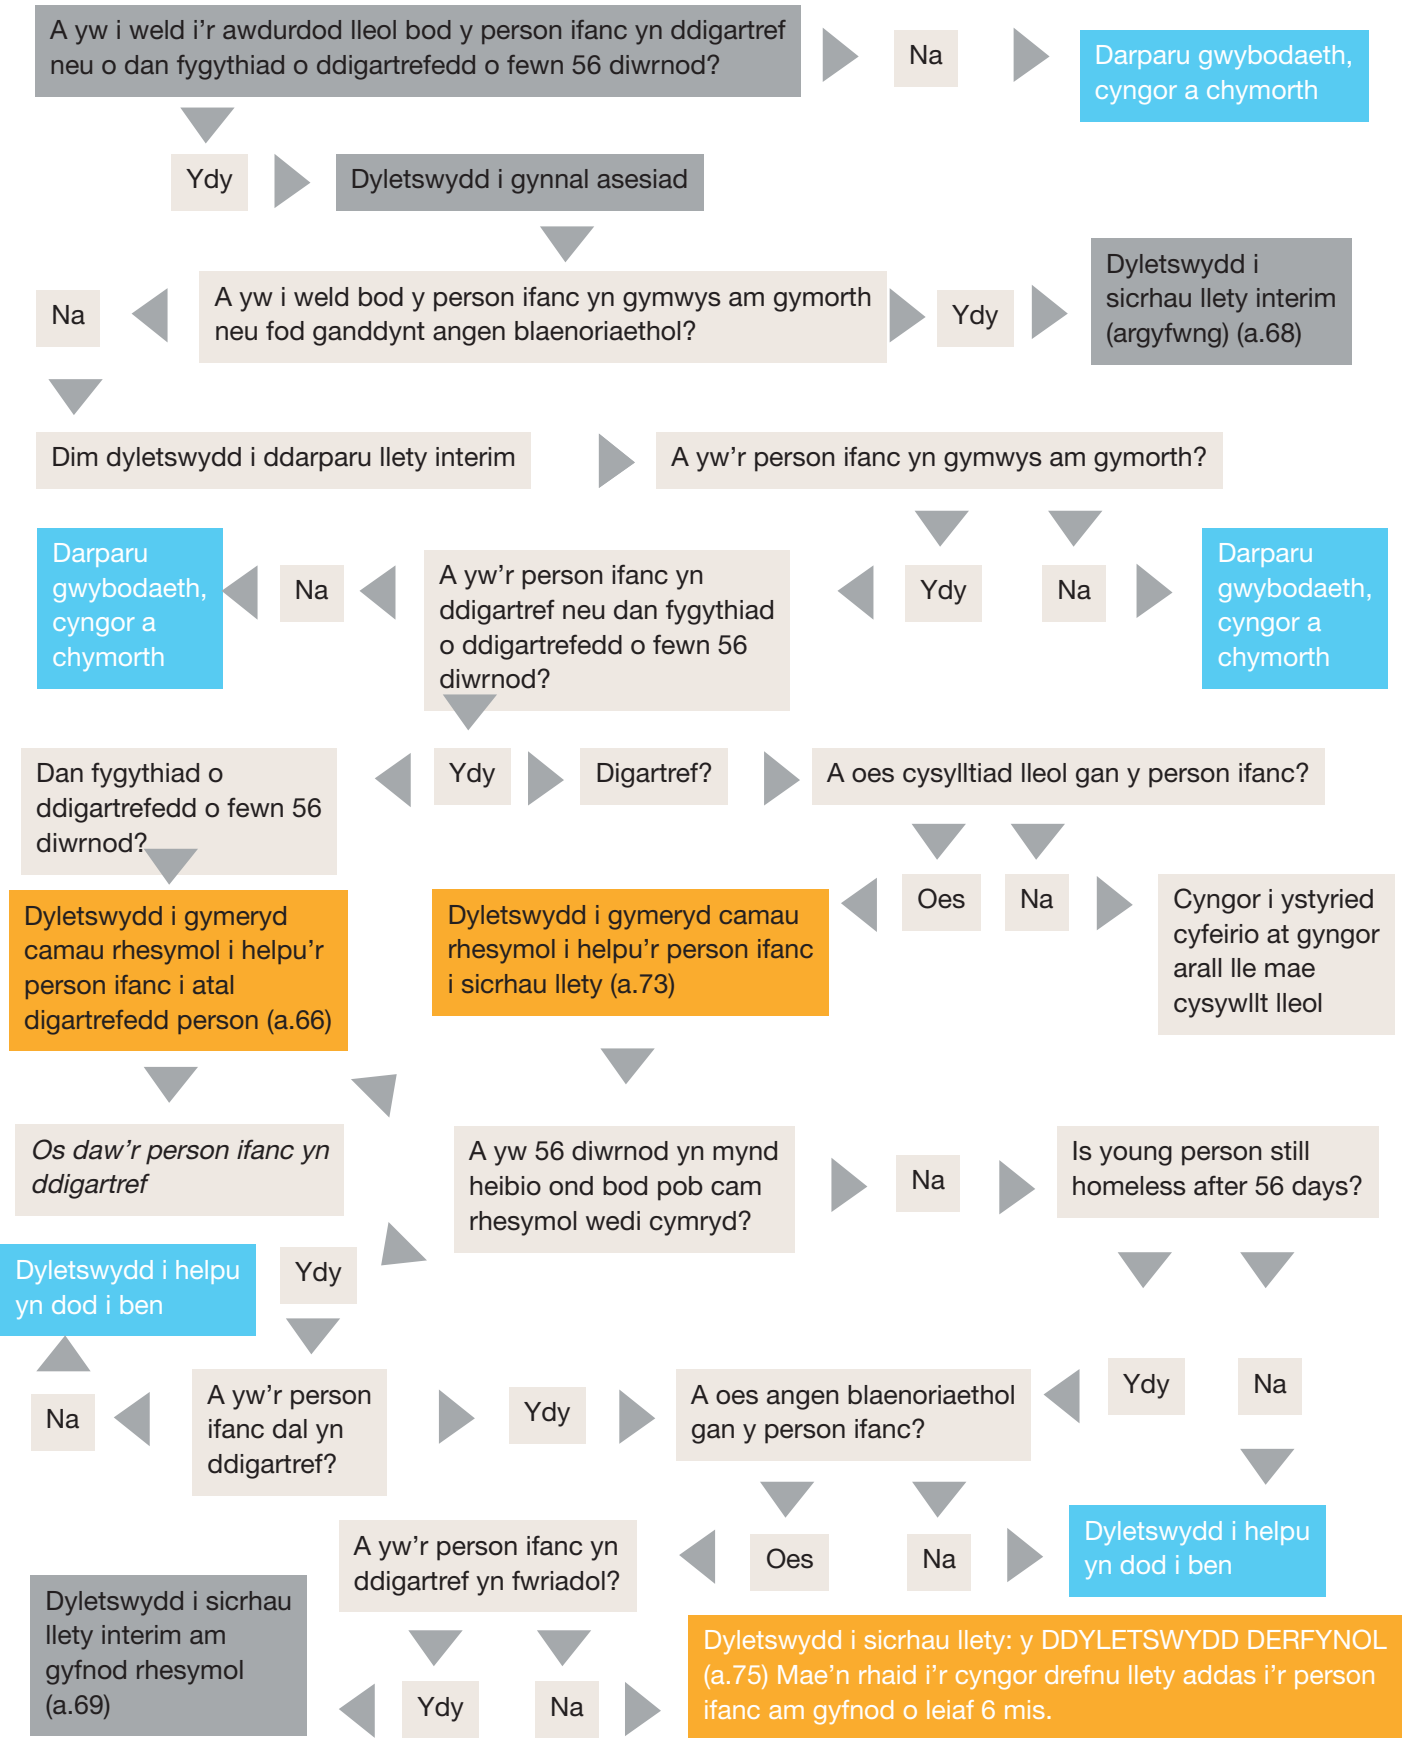 A yw i weld i’r awdurdod lleol bod y person ifanc yn ddigartref
neu o dan fygythiad o ddigartrefedd o fewn 56 diwrnod?
Na
Darparu gwybodaeth,
cyngor a chymorth
Ydy
Dyletswydd i gynnal asesiad
Na
A yw i weld bod y person ifanc yn gymwys am gymorth
neu fod ganddynt angen blaenoriaethol?
Ydy
Dyletswydd i
sicrhau llety interim
(argyfwng) (a.68)
Dim dyletswydd i ddarparu llety interim
A yw’r person ifanc yn gymwys am gymorth?
Darparu
gwybodaeth,
cyngor a
chymorth
Na
A yw’r person ifanc yn
ddigartref neu dan fygythiad
o ddigartrefedd o fewn 56
diwrnod?
Ydy
Na
Darparu
gwybodaeth,
cyngor a
chymorth
Dan fygythiad o
ddigartrefedd o fewn 56
diwrnod?
Ydy
Digartref?
A oes cysylltiad lleol gan y person ifanc?
Dyletswydd i gymeryd
camau rhesymol i helpu’r
person ifanc i atal
digartrefedd person (a.66)
Dyletswydd i gymeryd camau
rhesymol i helpu’r person ifanc
i sicrhau llety (a.73)
Oes
Na
Cyngor i ystyried
cyfeirio at gyngor
arall lle mae
cysywllt lleol
Os daw’r person ifanc yn
ddigartref
A yw 56 diwrnod yn mynd
heibio ond bod pob cam
rhesymol wedi cymryd?
Na
Is young person still
homeless after 56 days?
Dyletswydd i helpu
yn dod i ben
Ydy
Na
A yw’r person
ifanc dal yn
ddigartref?
Ydy
A oes angen blaenoriaethol
gan y person ifanc?
Ydy
Na
A yw’r person ifanc yn
ddigartref yn fwriadol?
Oes
Na
Dyletswydd i helpu
yn dod i ben
Dyletswydd i sicrhau
llety interim am
gyfnod rhesymol
(a.69)
Ydy
Na
Dyletswydd i sicrhau llety: y DDYLETSWYDD DERFYNOL
(a.75) Mae’n rhaid i’r cyngor drefnu llety addas i’r person
ifanc am gyfnod o leiaf 6 mis.